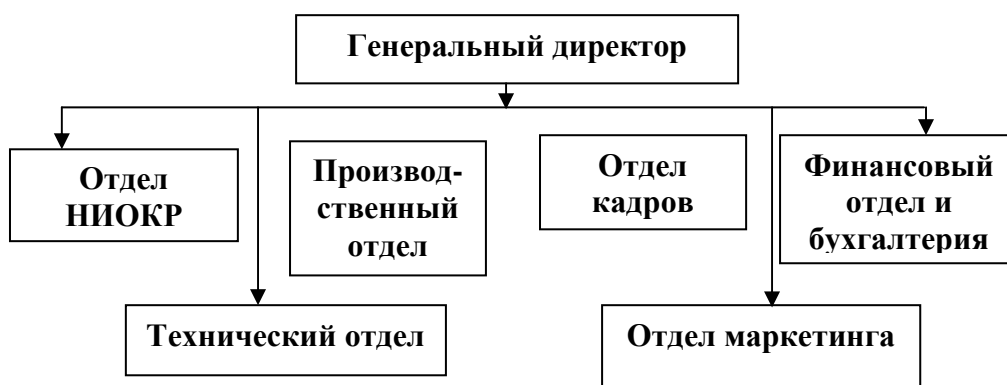 Генеральный директор
Отдел
НИОКР
Производ-
ственный
отдел
Отдел
кадров
Финансовый
отдел и
бухгалтерия
Технический отдел
Отдел маркетинга